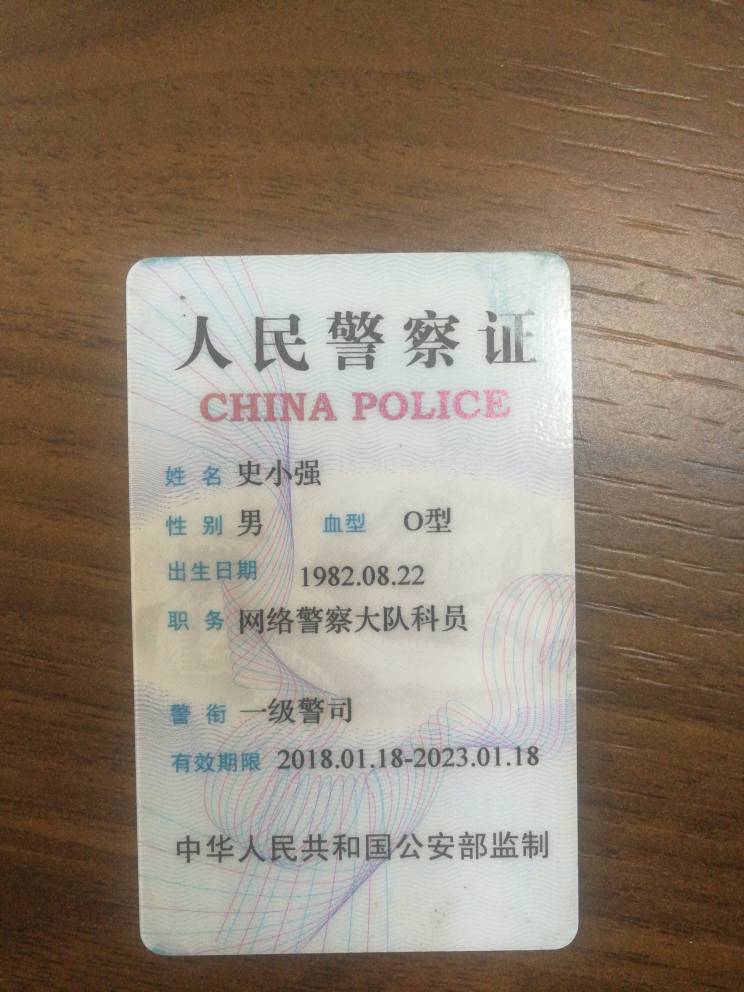 人民警察证
CHINA POLICE
姓名 史小强
性别 男 血型 O型
出生日期 1982.08.22
职务 网络警察大队科员
警衔 一级警司
有效期限 2018.01.18-2023.01.18
中华人民共和国公安部监制